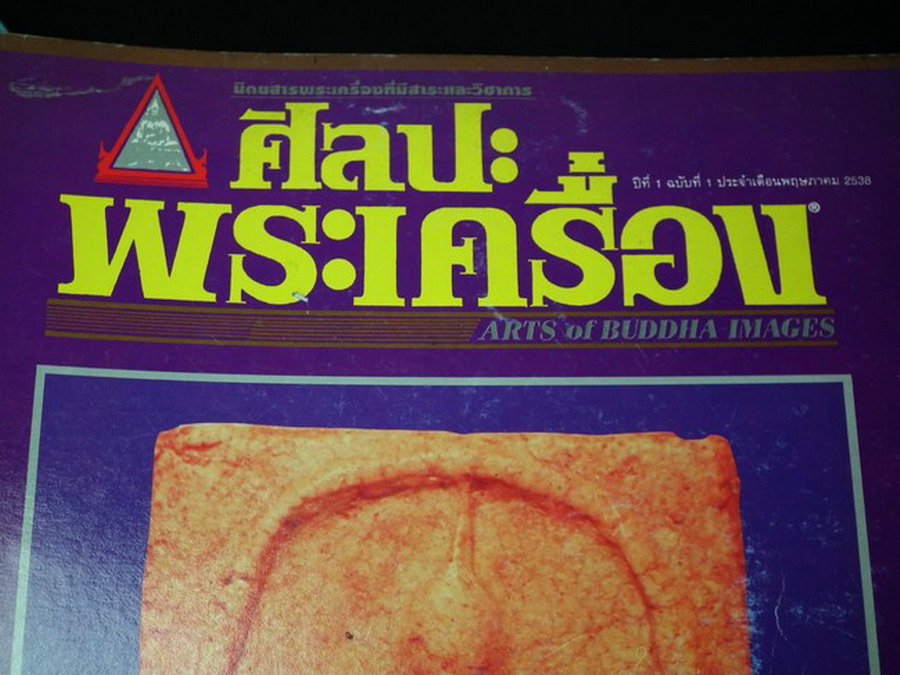 นิตยสารพระเครื่องที่มีสาระและวิชาการ
ศิลปะ
พระเครื่อง®
ปีที่ 1 ฉบับที่ 1 ประจำเดือนพฤษภาคม 2538
ARTS of BUDDHA IMAGES